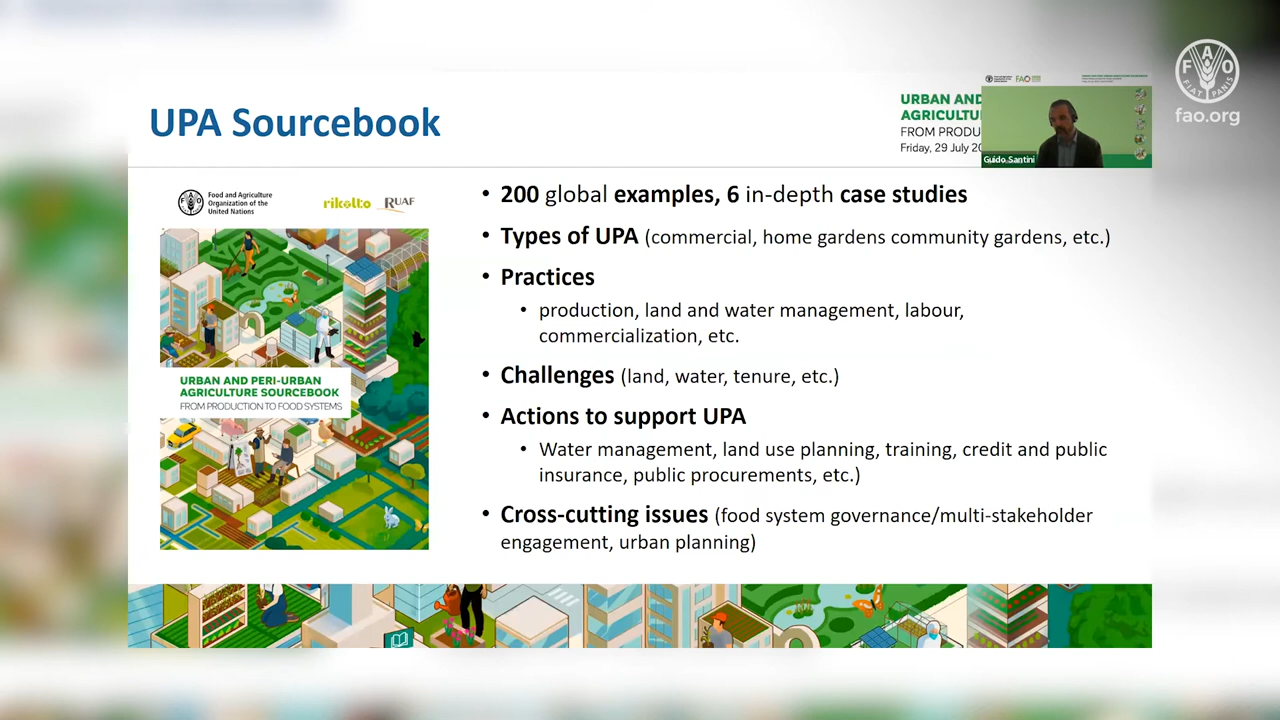 FAO
FIAT PANIS
fao.org
UPA Sourcebook
URBAN AND
AGRICULTU
FROM PRODU
Friday, 29 July 20
FAO
Guido Santini
Food and Agriculture
Organization of the
United Nations
rikolto
RUAF
URBAN AND PERI-URBAN
AGRICULTURE SOURCEBOOK
FROM PRODUCTION TO FOOD SYSTEMS
• 200 global examples, 6 in-depth case studies
• Types of UPA (commercial, home gardens community gardens, etc.)
• Practices
• production, land and water management, labour,
commercialization, etc.
• Challenges (land, water, tenure, etc.)
• Actions to support UPA
• Water management, land use planning, training, credit and public
insurance, public procurements, etc.)
• Cross-cutting issues (food system governance/multi-stakeholder
engagement, urban planning)